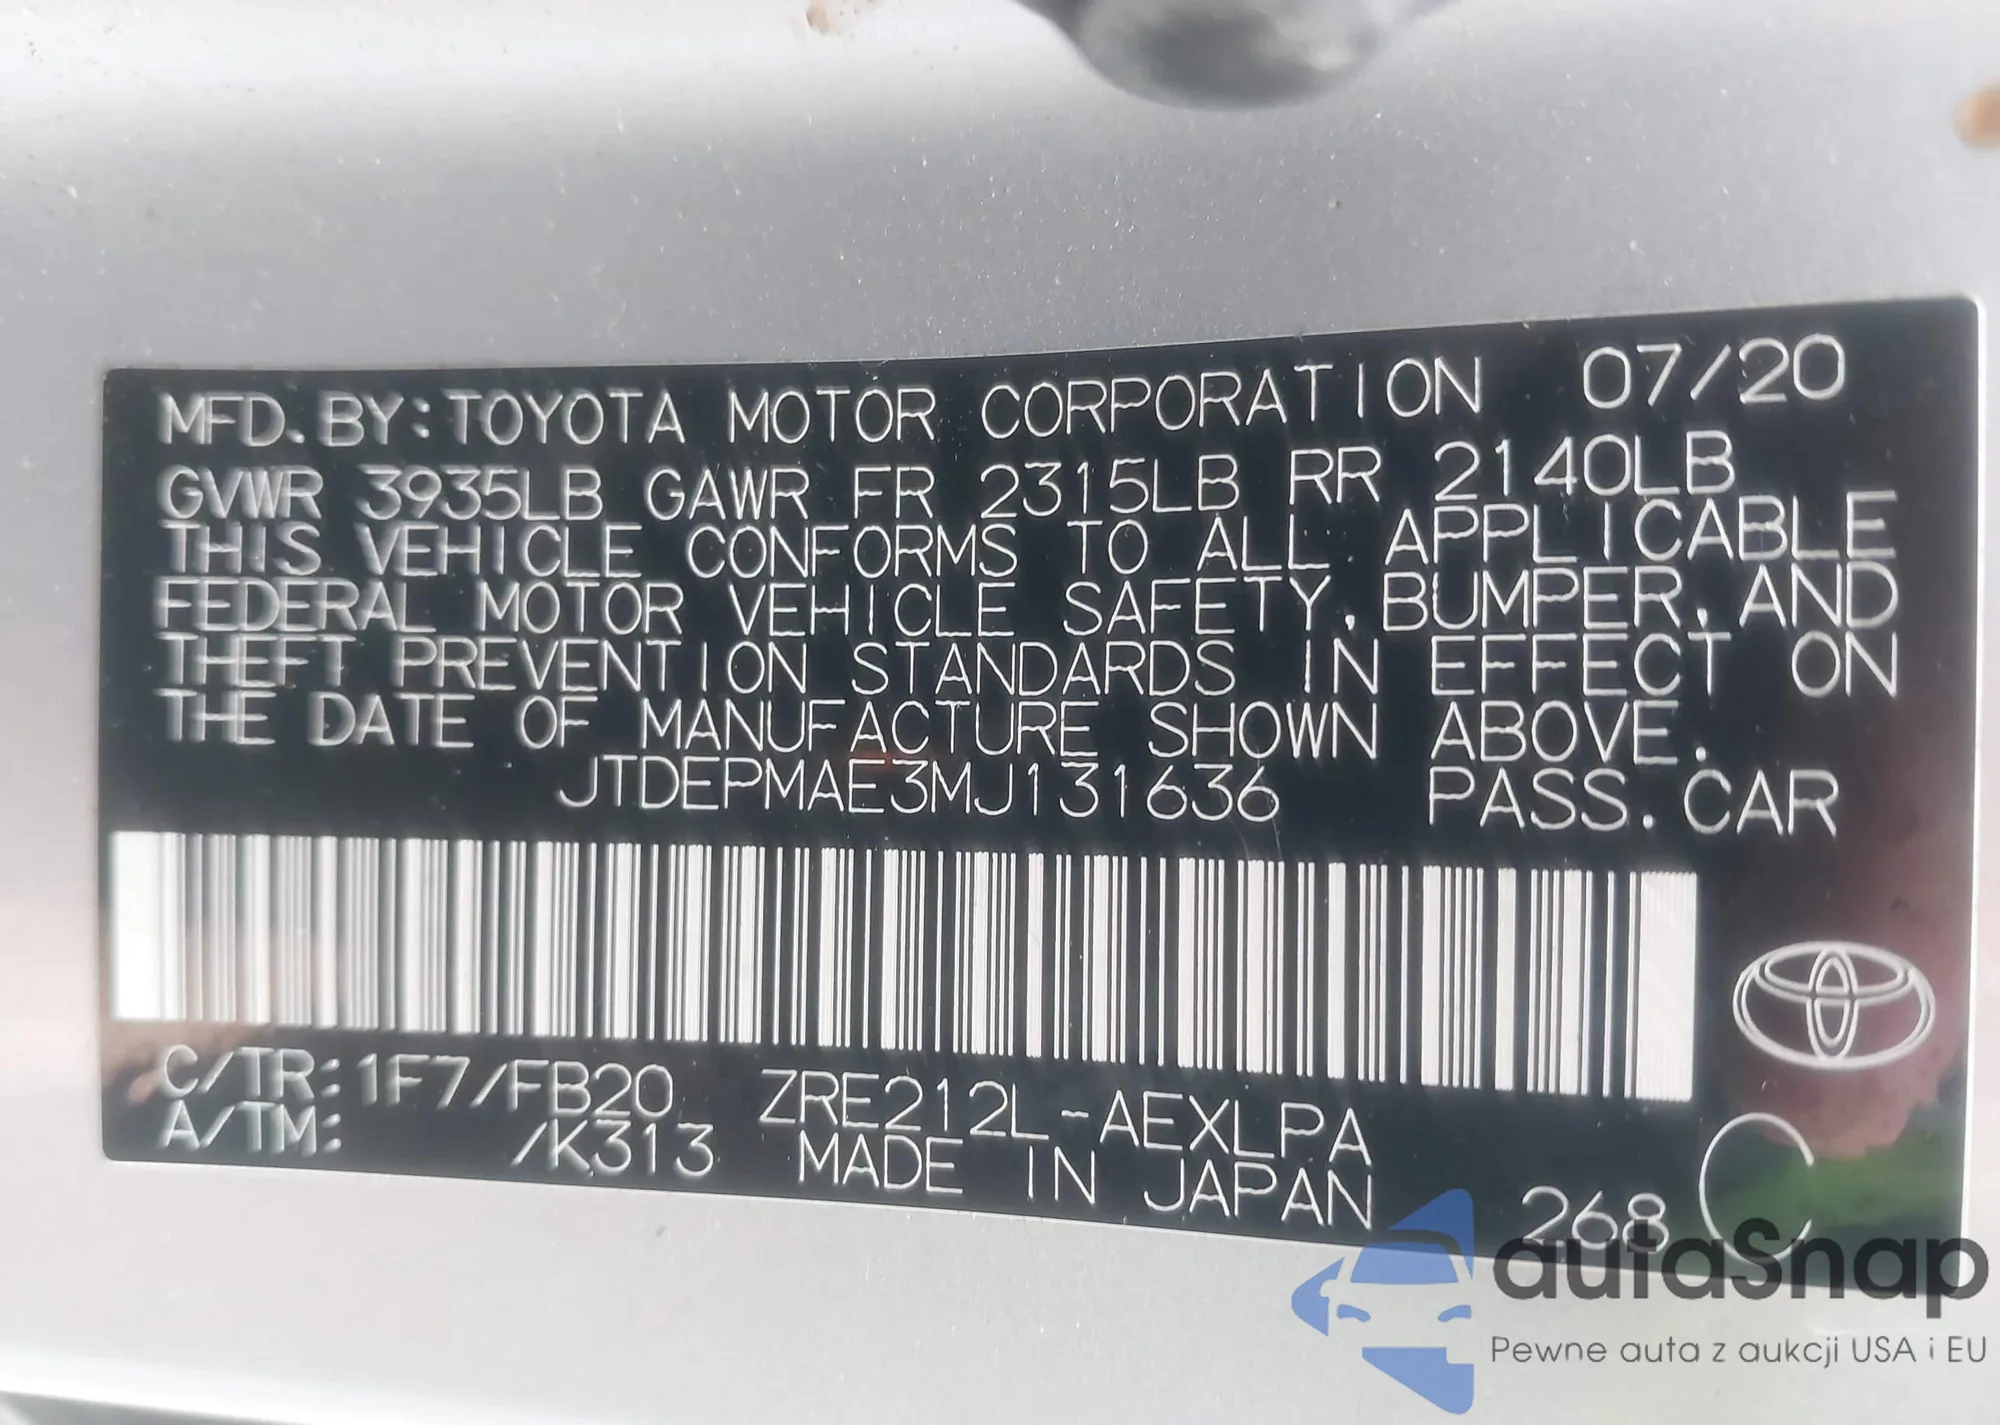 MFD.BY:TOYOTA MOTOR CORPORATION 07/20
GVWR 3935LB GAWR FR 2315LB RR 2140LB
THIS VEHICLE CONFORMS TO ALL APPLICABLE
FEDERAL MOTOR VEHICLE SAFETY,BUMPER,AND
THEFT PREVENTION STANDARDS IN EFFECT ON
THE DATE OF MANUFACTURE SHOWN ABOVE.
JTDEPMAE3MJ131636 PASS.CAR
C/TR:1F7/FB20 ZRE212L-AEXLPA
A/TM: /K313 MADE IN JAPAN 268 C
autaSnap
Pewne auta z aukcji USA i EU